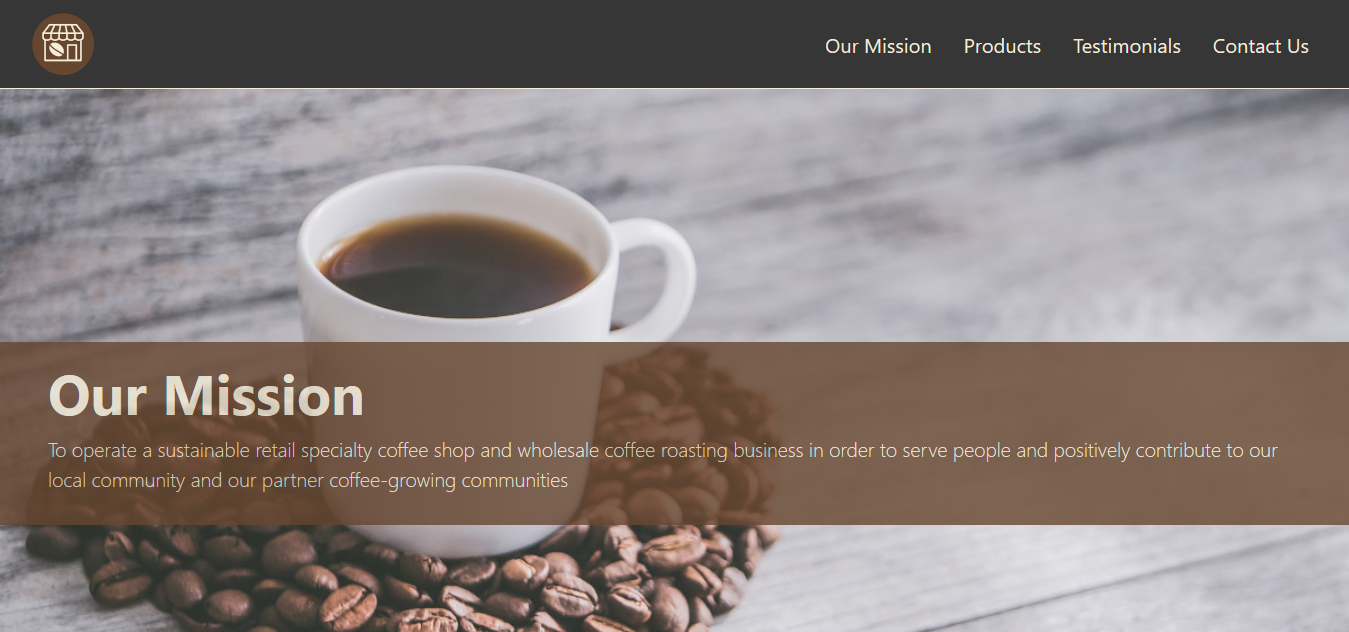 Our Mission Products Testimonials Contact Us
Our Mission
To operate a sustainable retail specialty coffee shop and wholesale coffee roasting business in order to serve people and positively contribute to our
local community and our partner coffee-growing communities